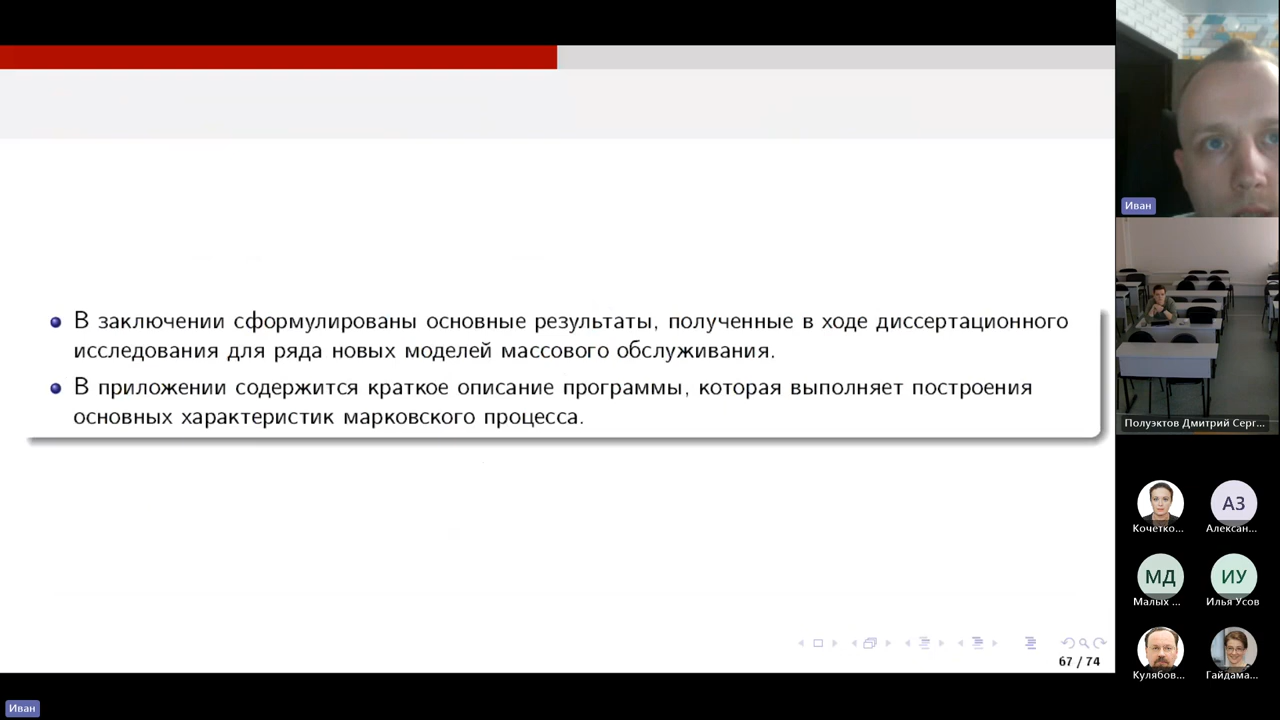 В заключении сформулированы основные результаты, полученные в ходе диссертационного
исследования для ряда новых моделей массового обслуживания.
В приложении содержится краткое описание программы, которая выполняет построения
основных характеристик марковского процесса.
67 / 74
Иван
Полуэктов Дмитрий Серг...
Кочетко...
АЗ
Алексан...
МД
Малых ...
ИУ
Илья Усов
Кулябов...
Гайдама...
Иван